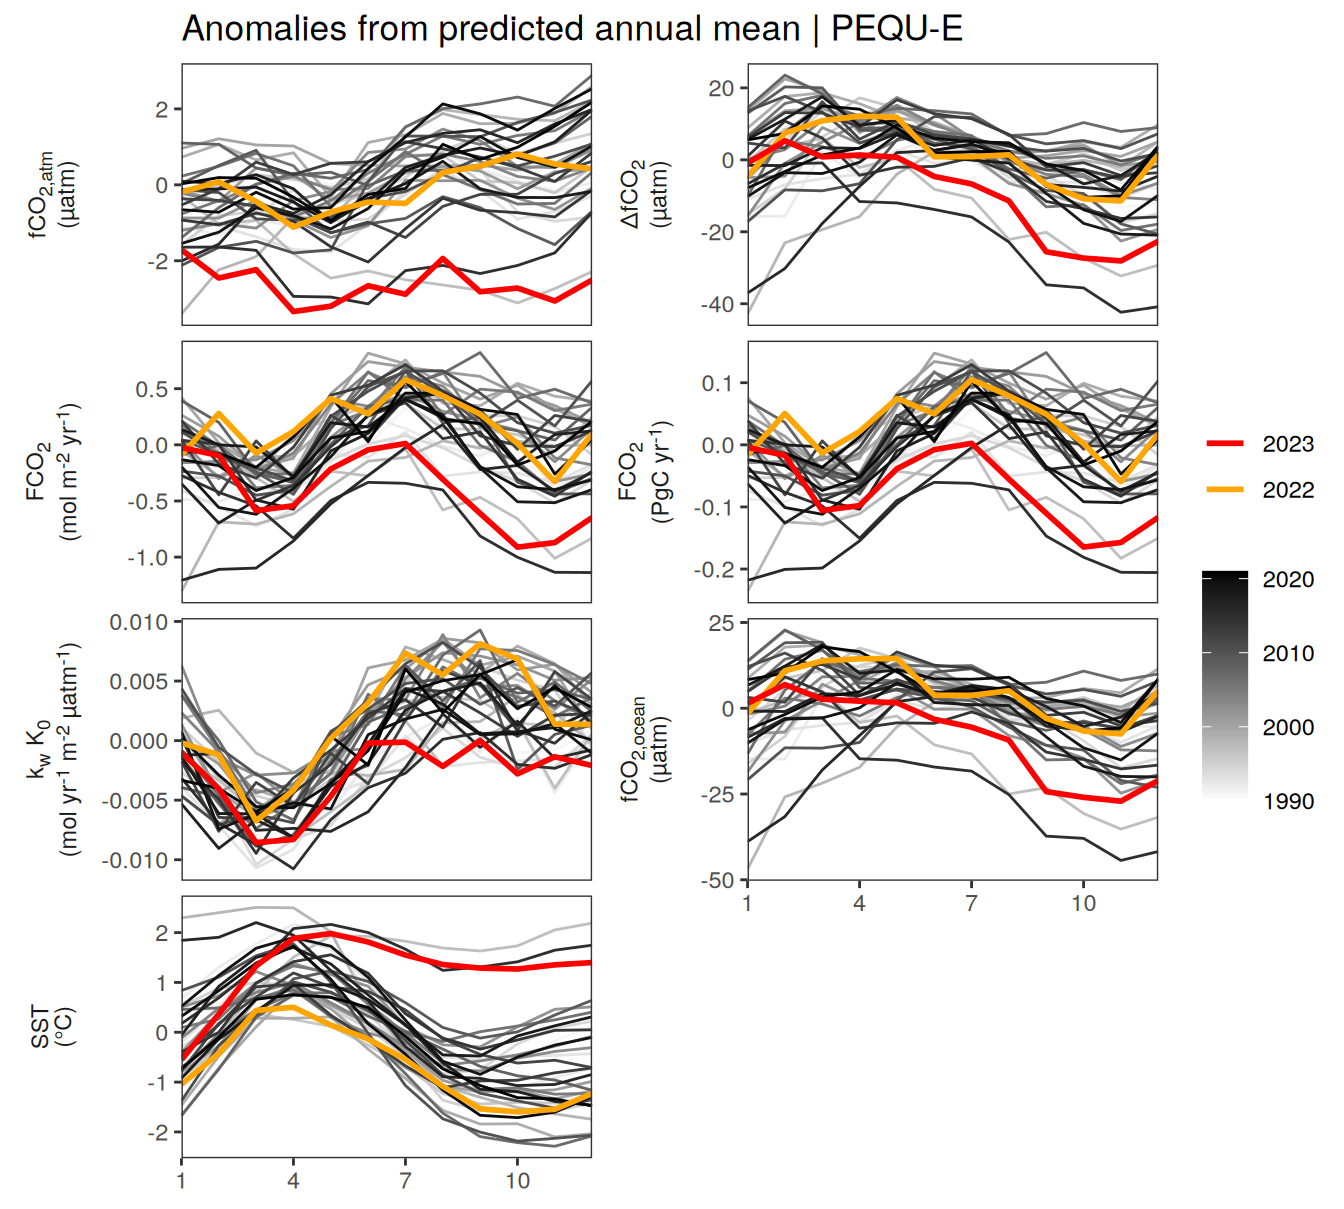 Anomalies from predicted annual mean | PEQU-E
fCO2,atm
(µatm)
2
0
-2
ΔfCO2
(µatm)
20
0
-20
-40
FCO2
(mol m-2 yr-1)
0.5
0.0
-0.5
-1.0
FCO2
(PgC yr-1)
0.1
0.0
-0.1
-0.2
kw K0
(mol yr-1 m-2 µatm-1)
0.010
0.005
0.000
-0.005
-0.010
fCO2,ocean
(µatm)
25
0
-25
-50
1 4 7 10
SST
(°C)
2
1
0
-1
-2
1 4 7 10
2023
2022
2020
2010
2000
1990